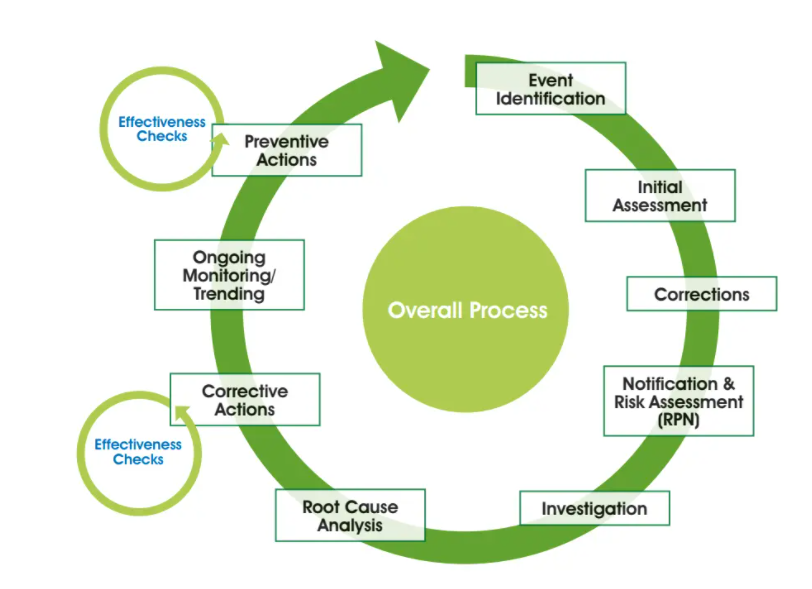 Event
Identification
Initial
Assessment
Corrections
Notification &
Risk Assessment
(RPN)
Investigation
Root Cause
Analysis
Corrective
Actions
Effectiveness
Checks
Ongoing
Monitoring/
Trending
Preventive
Actions
Effectiveness
Checks
Overall Process